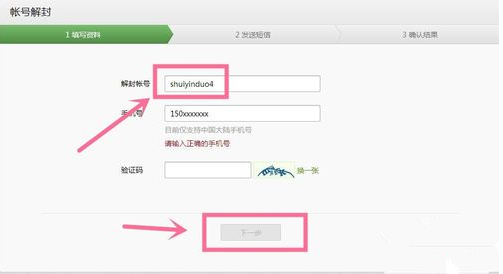 帐号解封
1 填写资料
2 发送短信
3 确认结果
解封帐号 shuiyinduo4
手机号 150xxxxxxx
目前仅支持中国大陆手机号
请输入正确的手机号
验证码 换一张
下一步